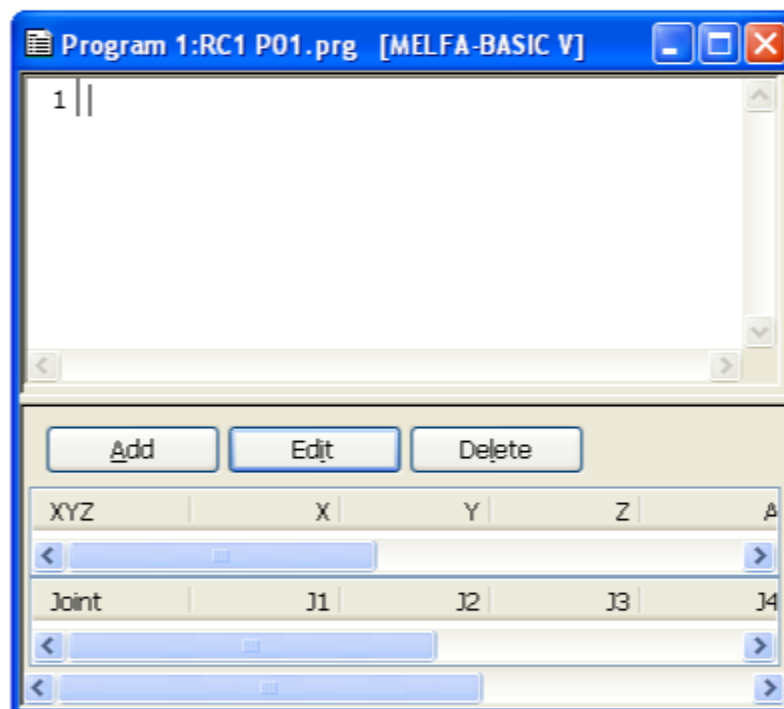 Program 1:RC1 P01.prg [MELFA-BASIC V]
1
Add Edit Delete
XYZ X Y Z A
Joint J1 J2 J3 J4